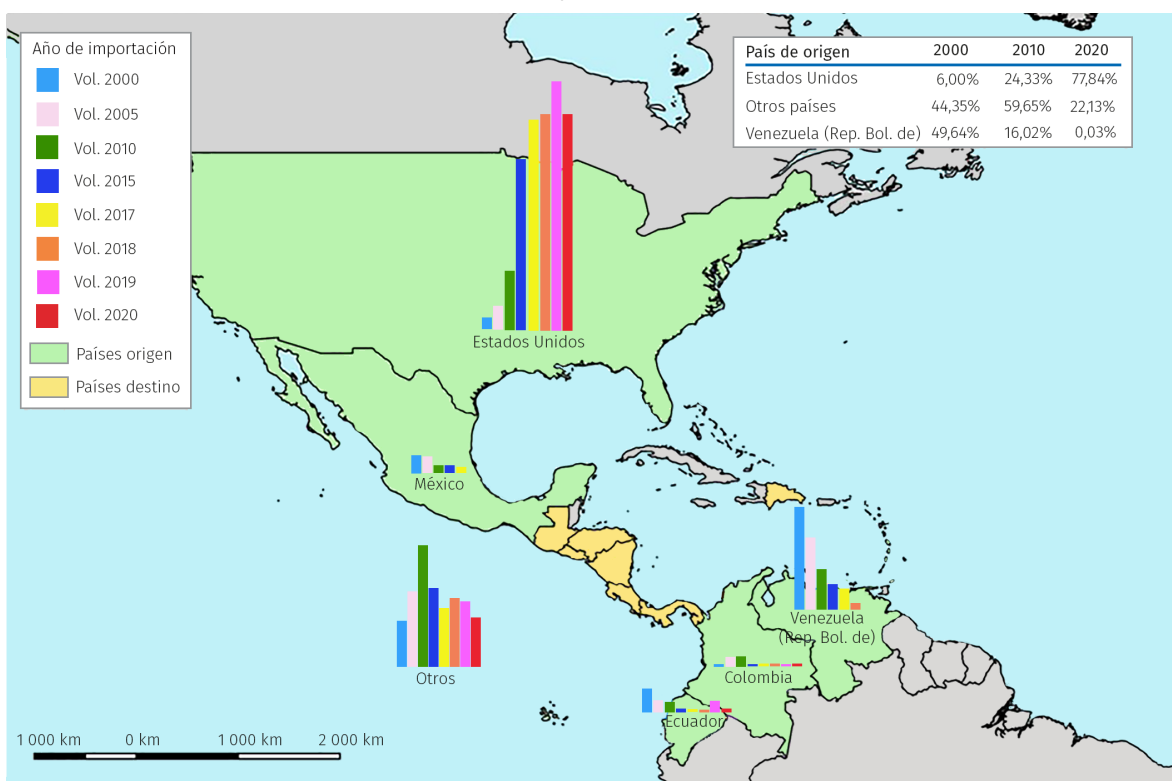 Año de importación
Vol. 2000
Vol. 2005
Vol. 2010
Vol. 2015
Vol. 2017
Vol. 2018
Vol. 2019
Vol. 2020
Países origen
Países destino
País de origen 2000 2010 2020
Estados Unidos 6,00% 24,33% 77,84%
Otros países 44,35% 59,65% 22,13%
Venezuela (Rep. Bol. de) 49,64% 16,02% 0,03%
Estados Unidos
México
Otros
Venezuela
(Rep. Bol. de)
Colombia
Ecuador
1 000 km 0 km 1 000 km 2 000 km